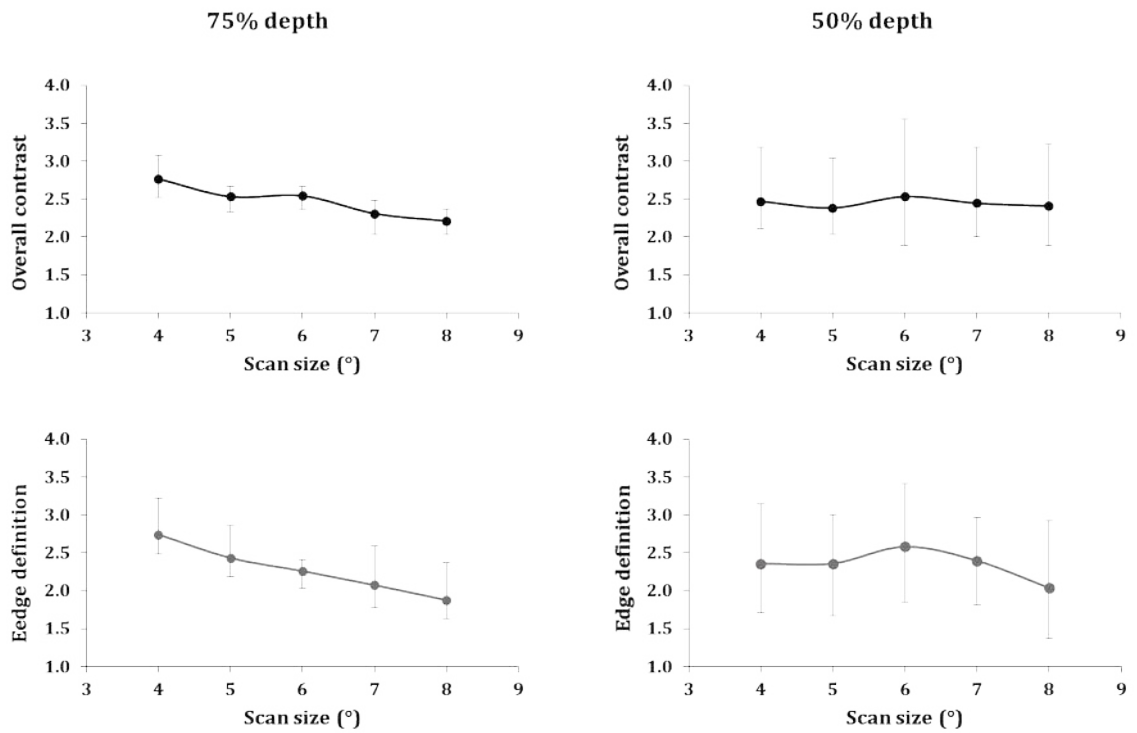 75% depth
50% depth
Overall contrast
4.0
3.5
3.0
2.5
2.0
1.5
1.0
3 4 5 6 7 8 9
Scan size (°)
Overall contrast
4.0
3.5
3.0
2.5
2.0
1.5
1.0
3 4 5 6 7 8 9
Scan size (°)
Eedge definition
4.0
3.5
3.0
2.5
2.0
1.5
1.0
3 4 5 6 7 8 9
Scan size (°)
Edge definition
4.0
3.5
3.0
2.5
2.0
1.5
1.0
3 4 5 6 7 8 9
Scan size (°)